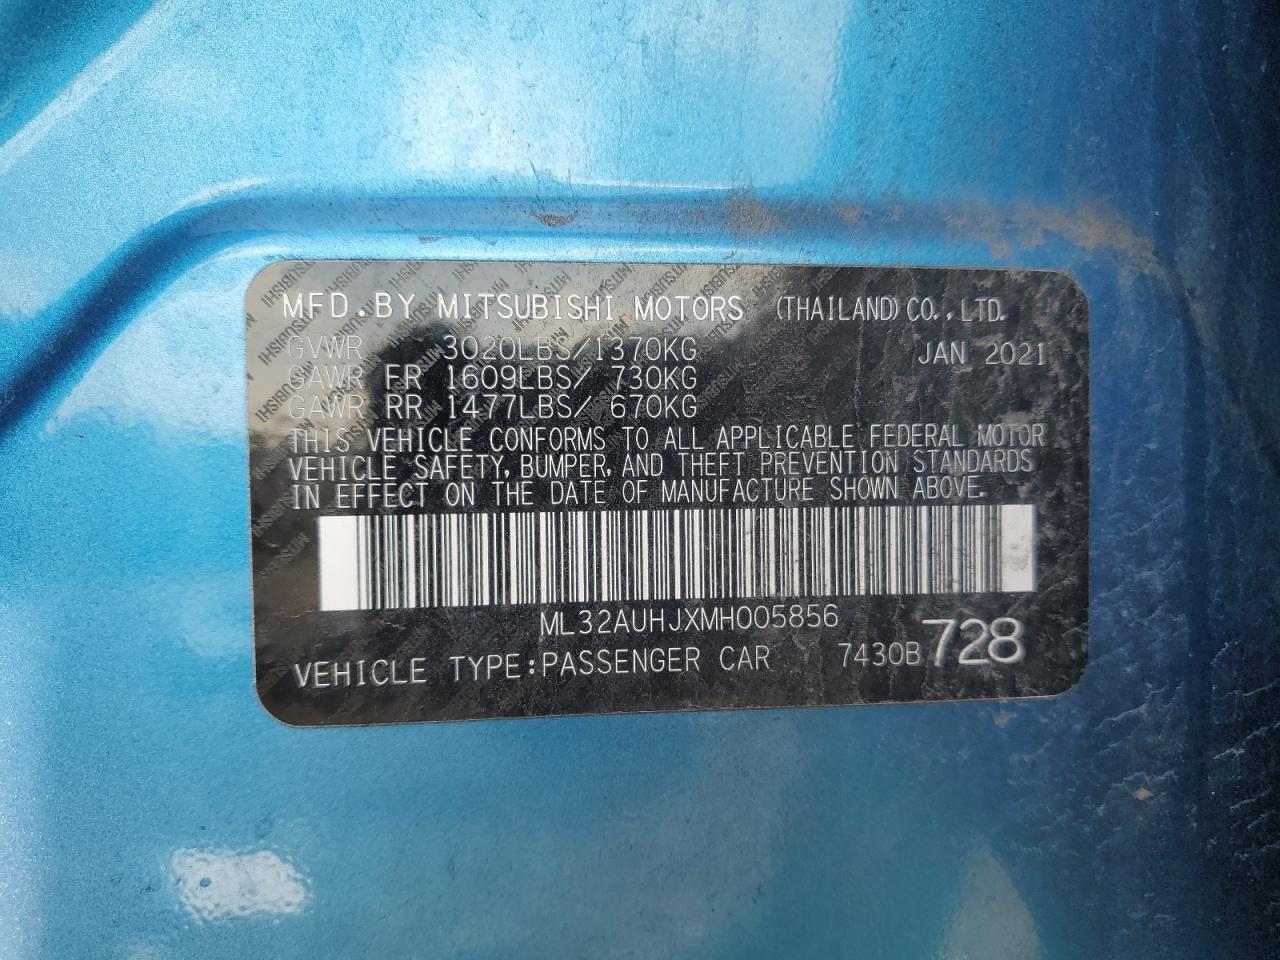 MFD. BY MITSUBISHI MOTORS (THAILAND) CO., LTD.
GVWR 3020LBS/1370KG JAN 2021
GAWR FR 1609LBS/ 730KG
GAWR RR 1477LBS/ 670KG
THIS VEHICLE CONFORMS TO ALL APPLICABLE FEDERAL MOTOR
VEHICLE SAFETY, BUMPER, AND THEFT PREVENTION STANDARDS
IN EFFECT ON THE DATE OF MANUFACTURE SHOWN ABOVE.
ML32AUHJXMH005856
VEHICLE TYPE:PASSENGER CAR 7430B 728